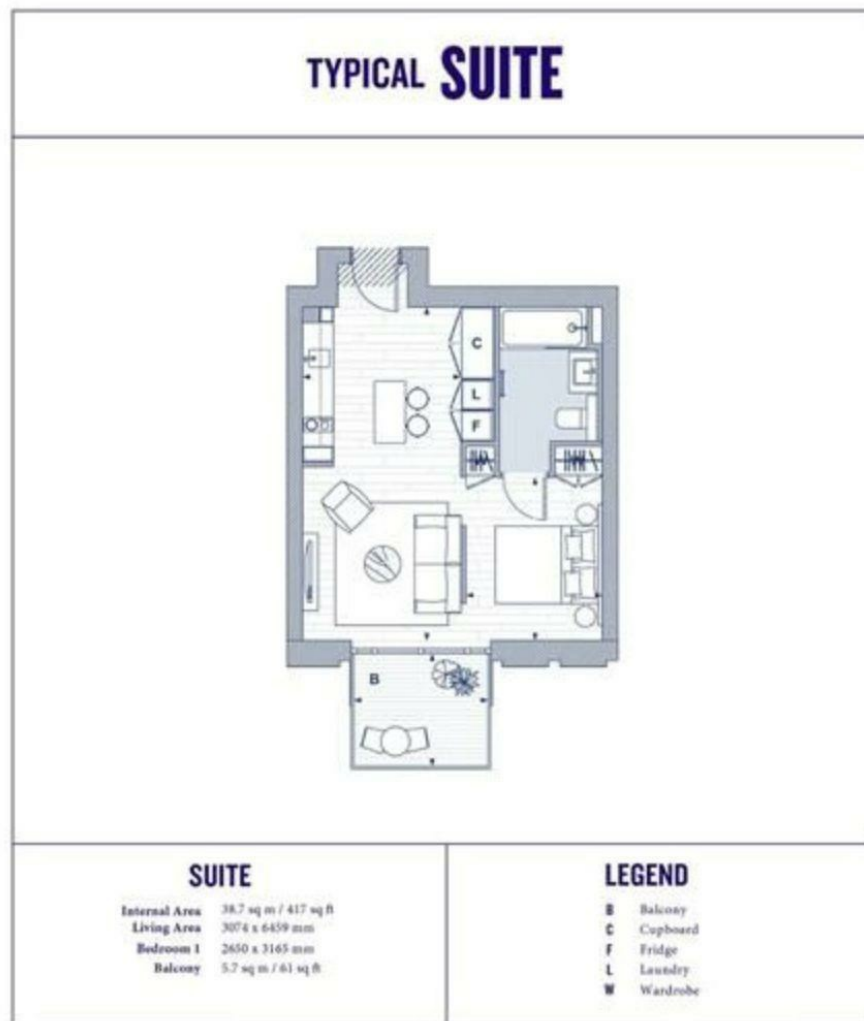 TYPICAL SUITE
C
L
F
B
SUITE
Internal Area 38.7 sq m / 417 sq ft
Living Area 3074 x 6459 mm
Bedroom 1 2650 x 3165 mm
Balcony 5.7 sq m / 61 sq ft
LEGEND
B Balcony
C Cupboard
F Fridge
L Laundry
W Wardrobe